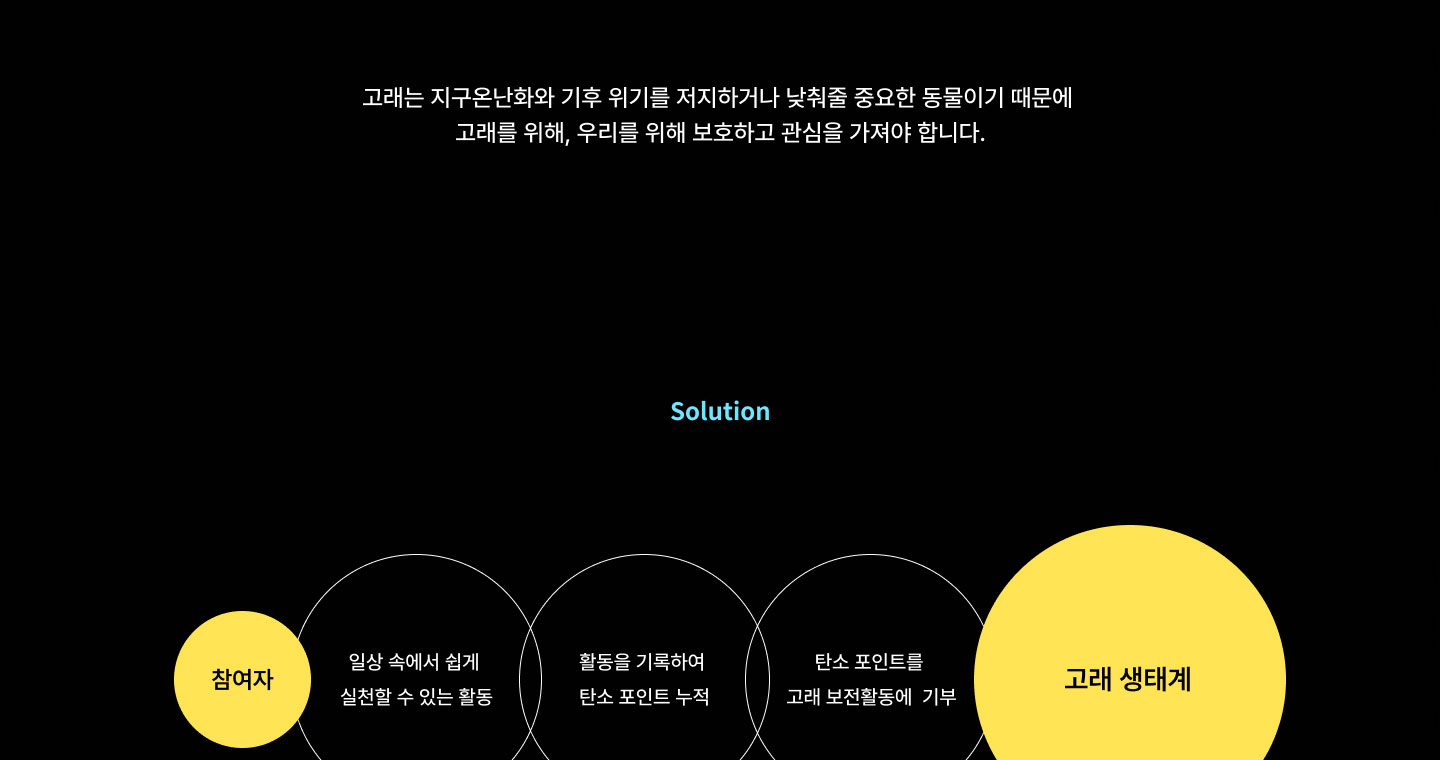 고래는 지구온난화와 기후 위기를 저지하거나 낮춰줄 중요한 동물이기 때문에
고래를 위해, 우리를 위해 보호하고 관심을 가져야 합니다.
Solution
참여자
일상 속에서 쉽게
실천할 수 있는 활동
활동을 기록하여
탄소 포인트 누적
탄소 포인트를
고래 보전활동에 기부
고래 생태계